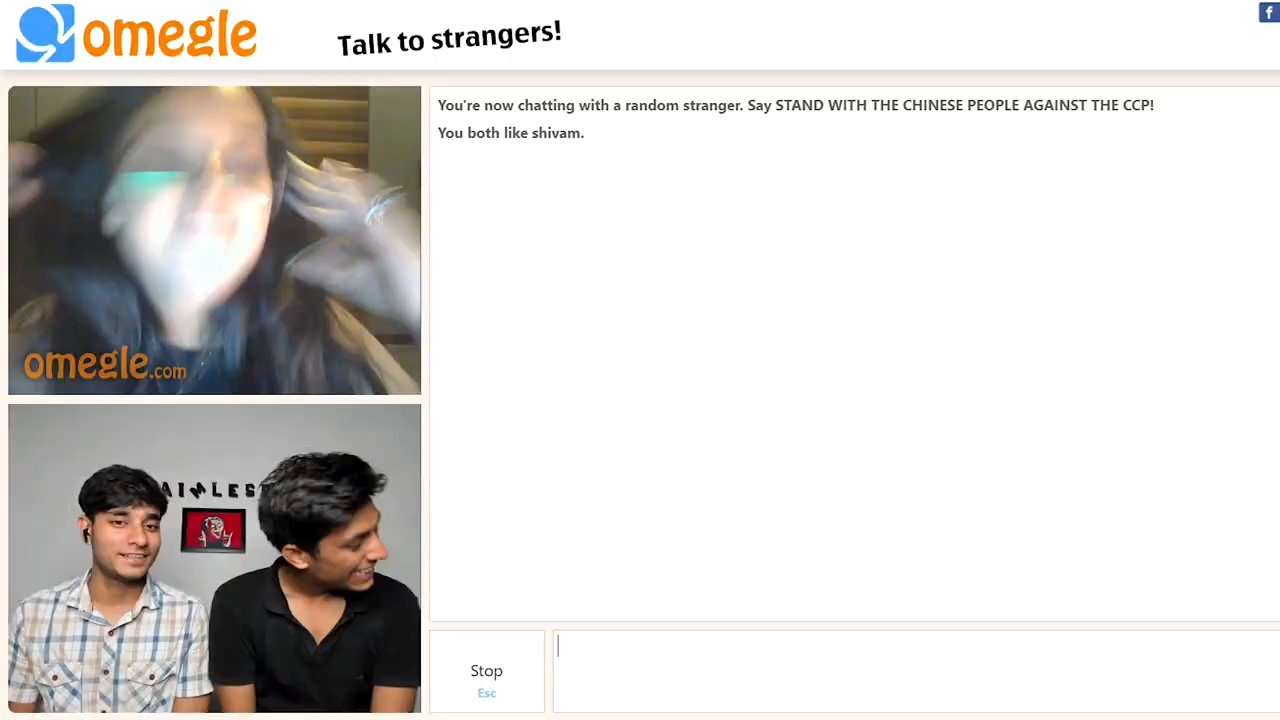 omegle
Talk to strangers!
f
You're now chatting with a random stranger. Say STAND WITH THE CHINESE PEOPLE AGAINST THE CCP!
You both like shivam.
omegle.com
AIMLES
Stop
Esc